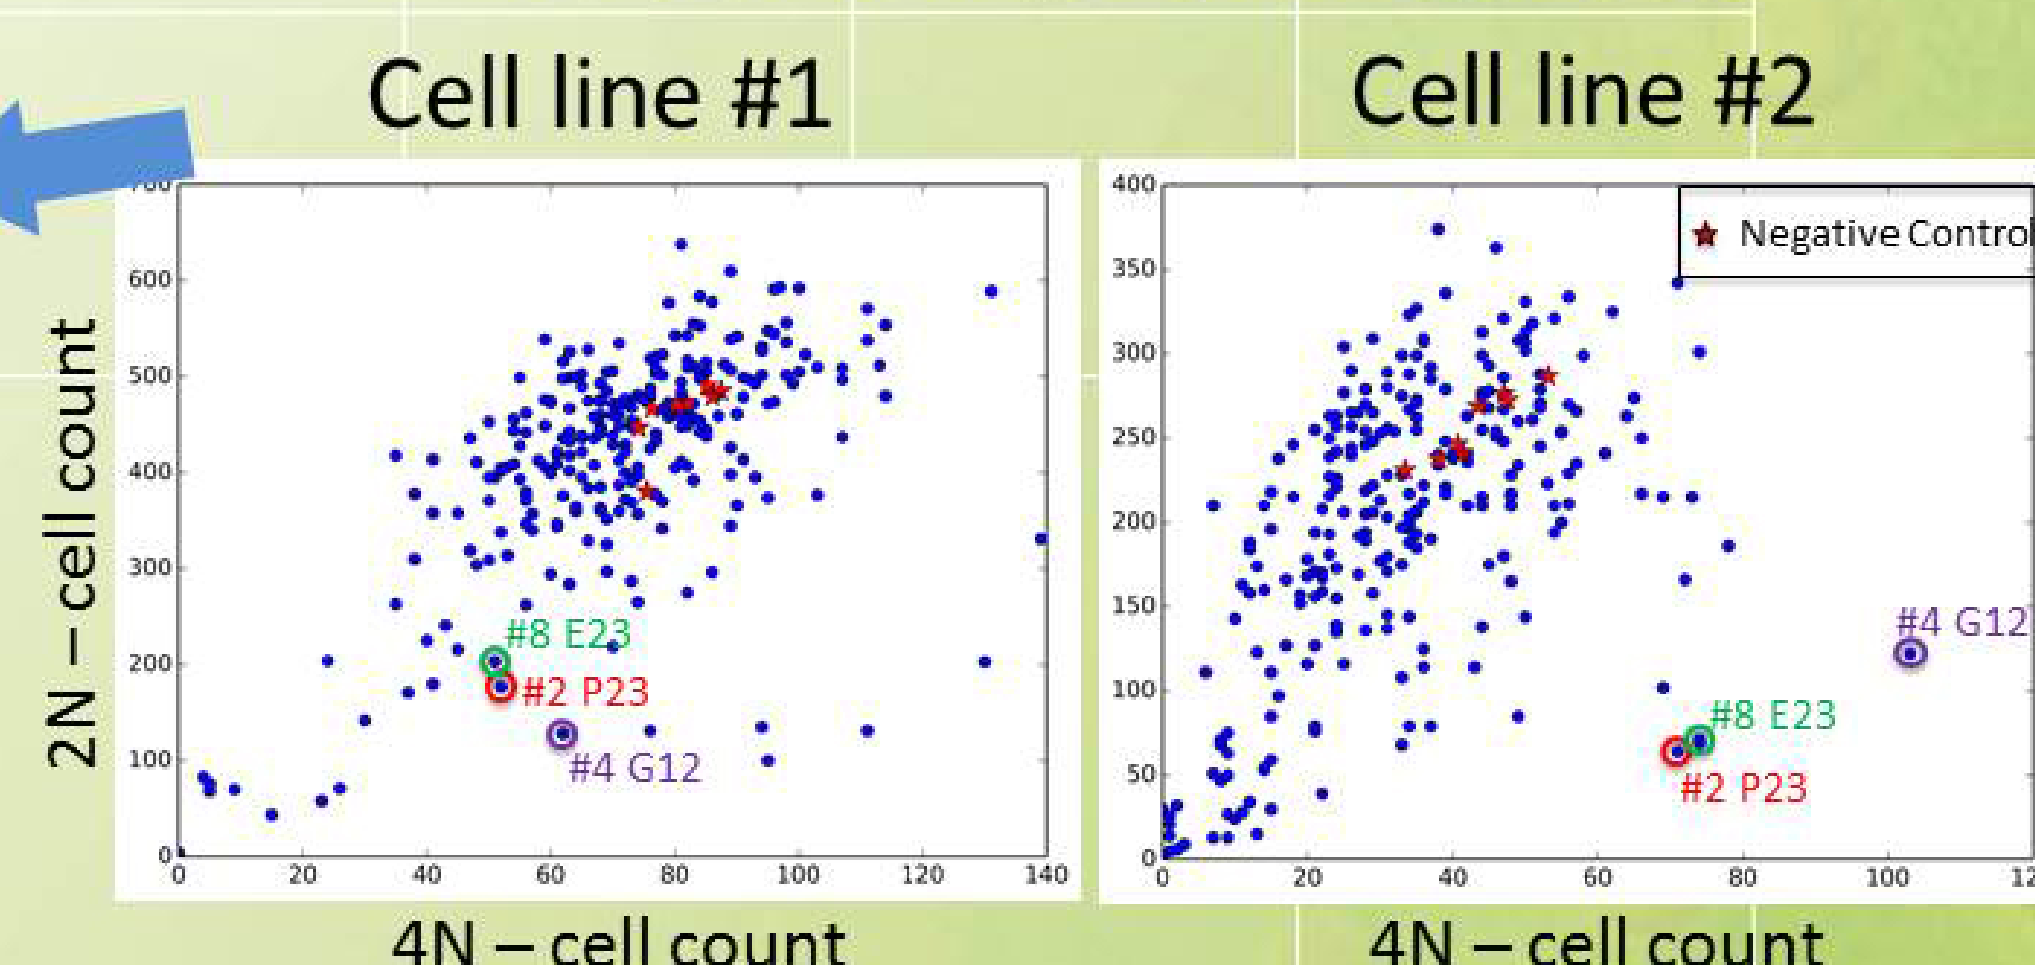 Cell line #1
Cell line #2
2N – cell count
600
500
400
300
200
100
0
0 20 40 60 80 100 120 140
#8 E23
#2 P23
#4 G12
4N – cell count
400
350
300
250
200
150
100
50
0
0 20 40 60 80 100
Negative Control
#4 G12
#8 E23
#2 P23
4N – cell count